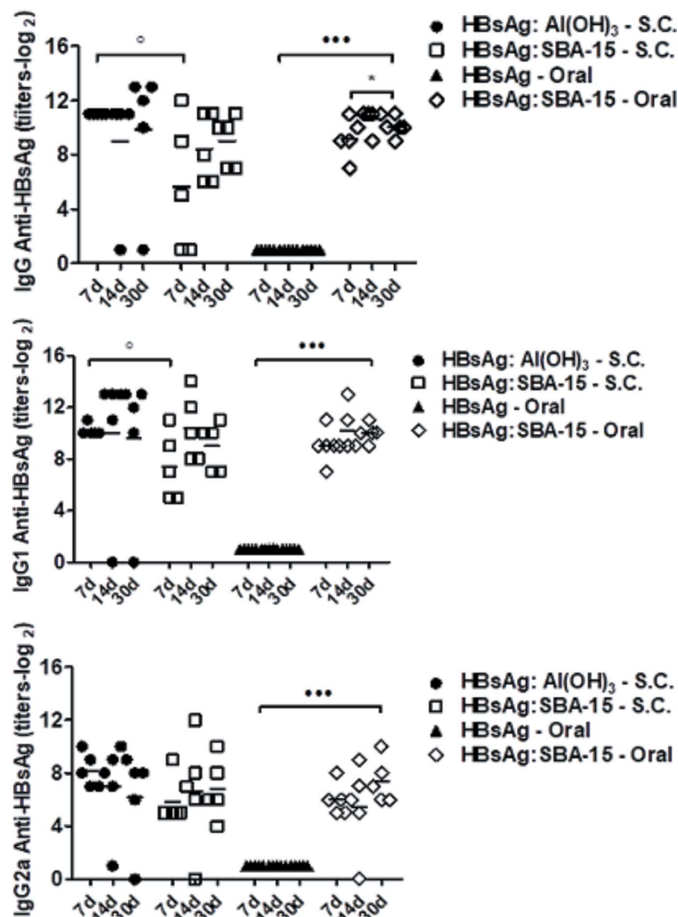 IgG Anti-HBsAg (titers-log 2)
16
12
8
4
0
7d 14d 30d 7d 14d 30d 7d 14d 30d 7d 14d 30d
*
HBsAg: Al(OH)3 - S.C.
HBsAg: SBA-15 - S.C.
HBsAg - Oral
HBsAg: SBA-15 - Oral
IgG1 Anti-HBsAg (titers-log 2)
16
12
8
4
0
7d 14d 30d 7d 14d 30d 7d 14d 30d 7d 14d 30d
HBsAg: Al(OH)3 - S.C.
HBsAg: SBA-15 - S.C.
HBsAg - Oral
HBsAg: SBA-15 - Oral
IgG2a Anti-HBsAg (titers-log 2)
16
12
8
4
0
7d 14d 30d 7d 14d 30d 7d 14d 30d 7d 14d 30d
HBsAg: Al(OH)3 - S.C.
HBsAg: SBA-15 - S.C.
HBsAg - Oral
HBsAg: SBA-15 - Oral